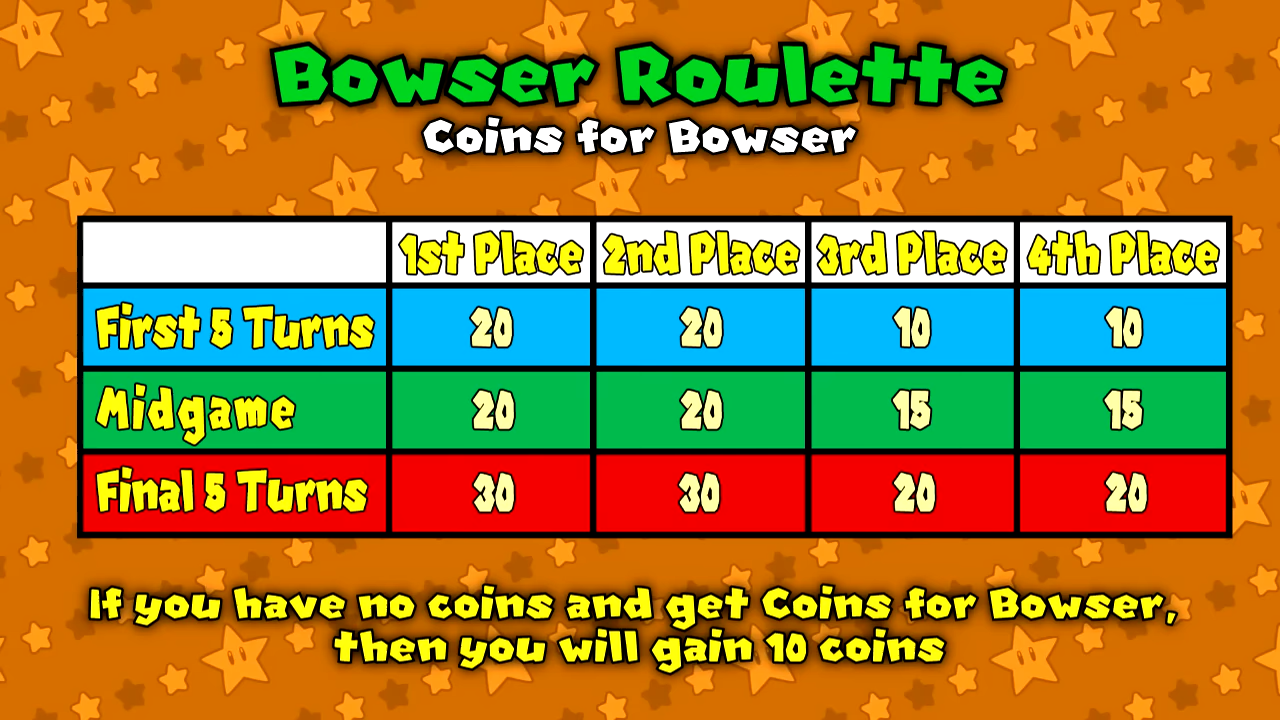 Bowser Roulette
Coins for Bowser
1st Place 2nd Place 3rd Place 4th Place
First 5 Turns 20 20 10 10
Midgame 20 20 15 15
Final 5 Turns 30 30 20 20
If you have no coins and get Coins for Bowser,
then you will gain 10 coins